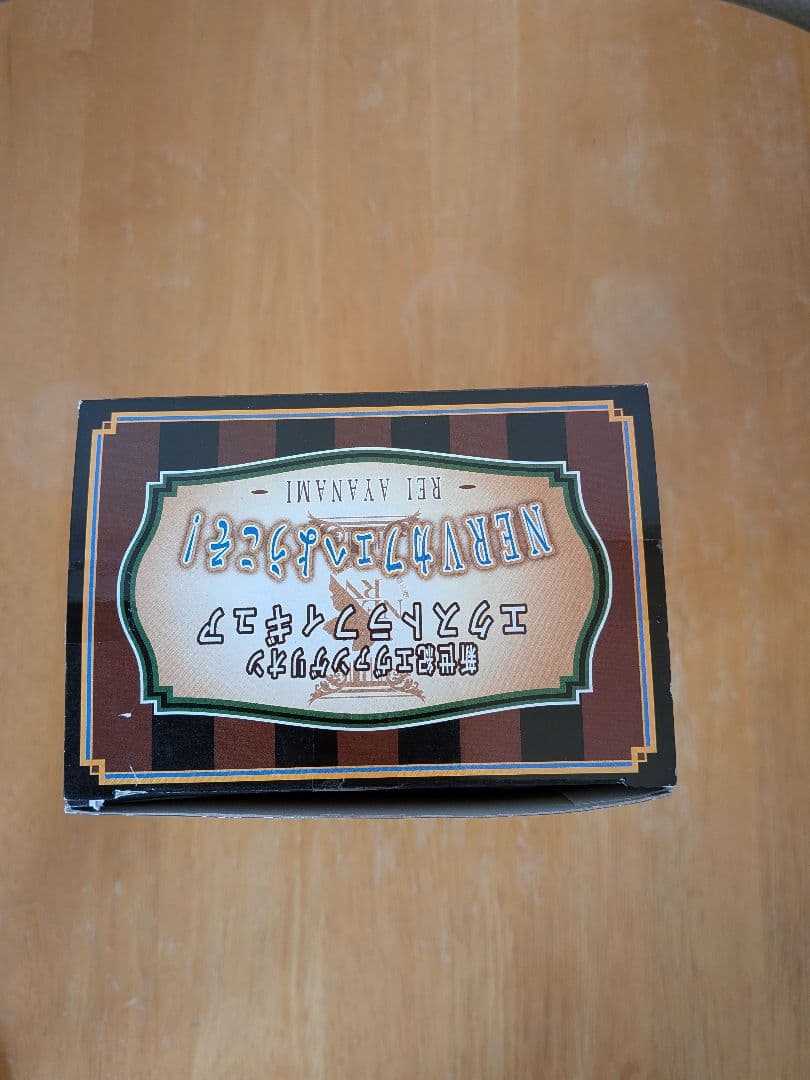 新世紀エヴァンゲリオン
エクストラフィギュア
NERVカフェへようこそ!
- REI AYANAMI -